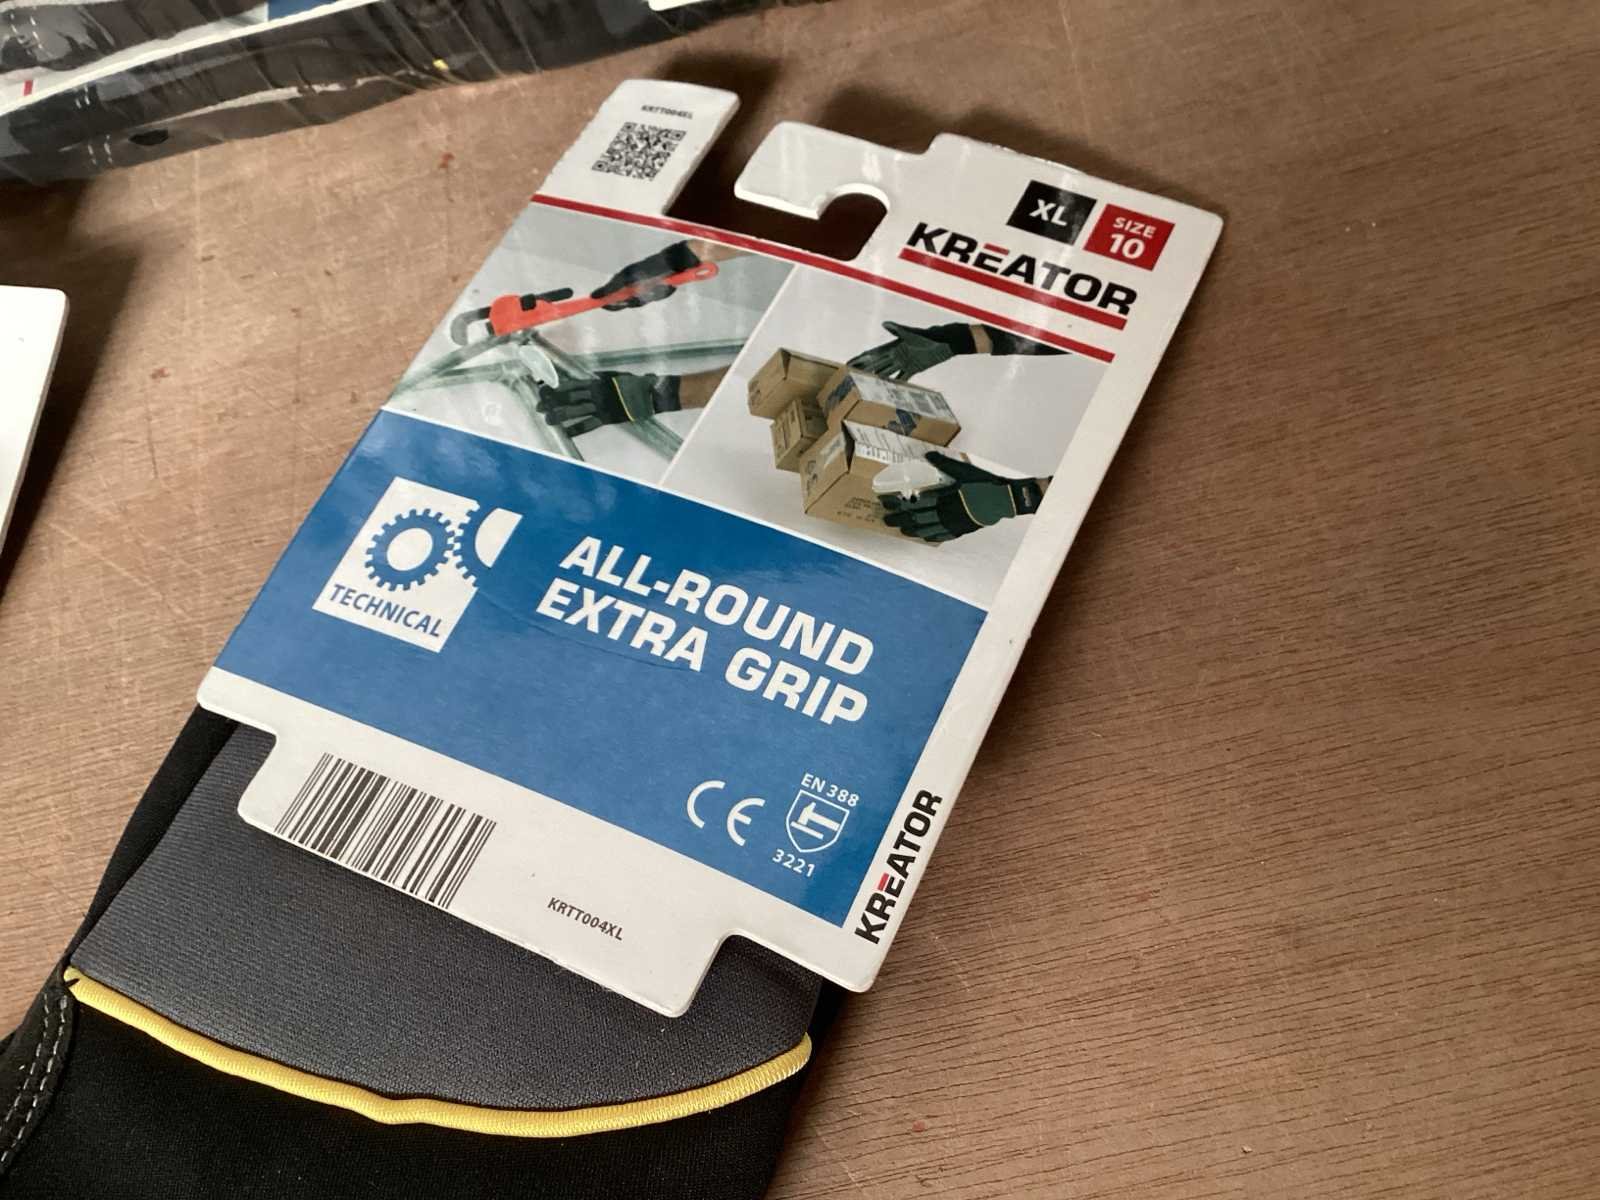 KRTT004XL
XL
SIZE
10
KREATOR
TECHNICAL
ALL-ROUND
EXTRA GRIP
CE
EN 388
3221
KREATOR
KRTT004XL